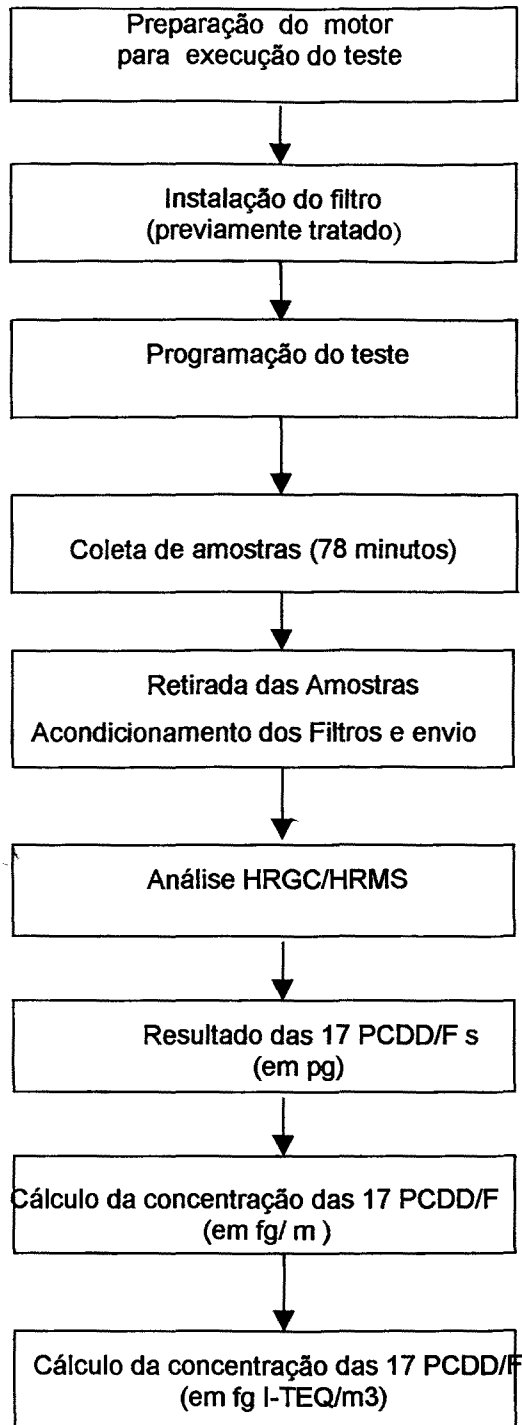 Preparação do motor
para execução do teste
Instalação do filtro
(previamente tratado)
Programação do teste
Coleta de amostras (78 minutos)
Retirada das Amostras
Acondicionamento dos Filtros e envio
Análise HRGC/HRMS
Resultado das 17 PCDD/F s
(em pg)
Cálculo da concentração das 17 PCDD/F
(em fg/ m )
Cálculo da concentração das 17 PCDD/F
(em fg I-TEQ/m3)